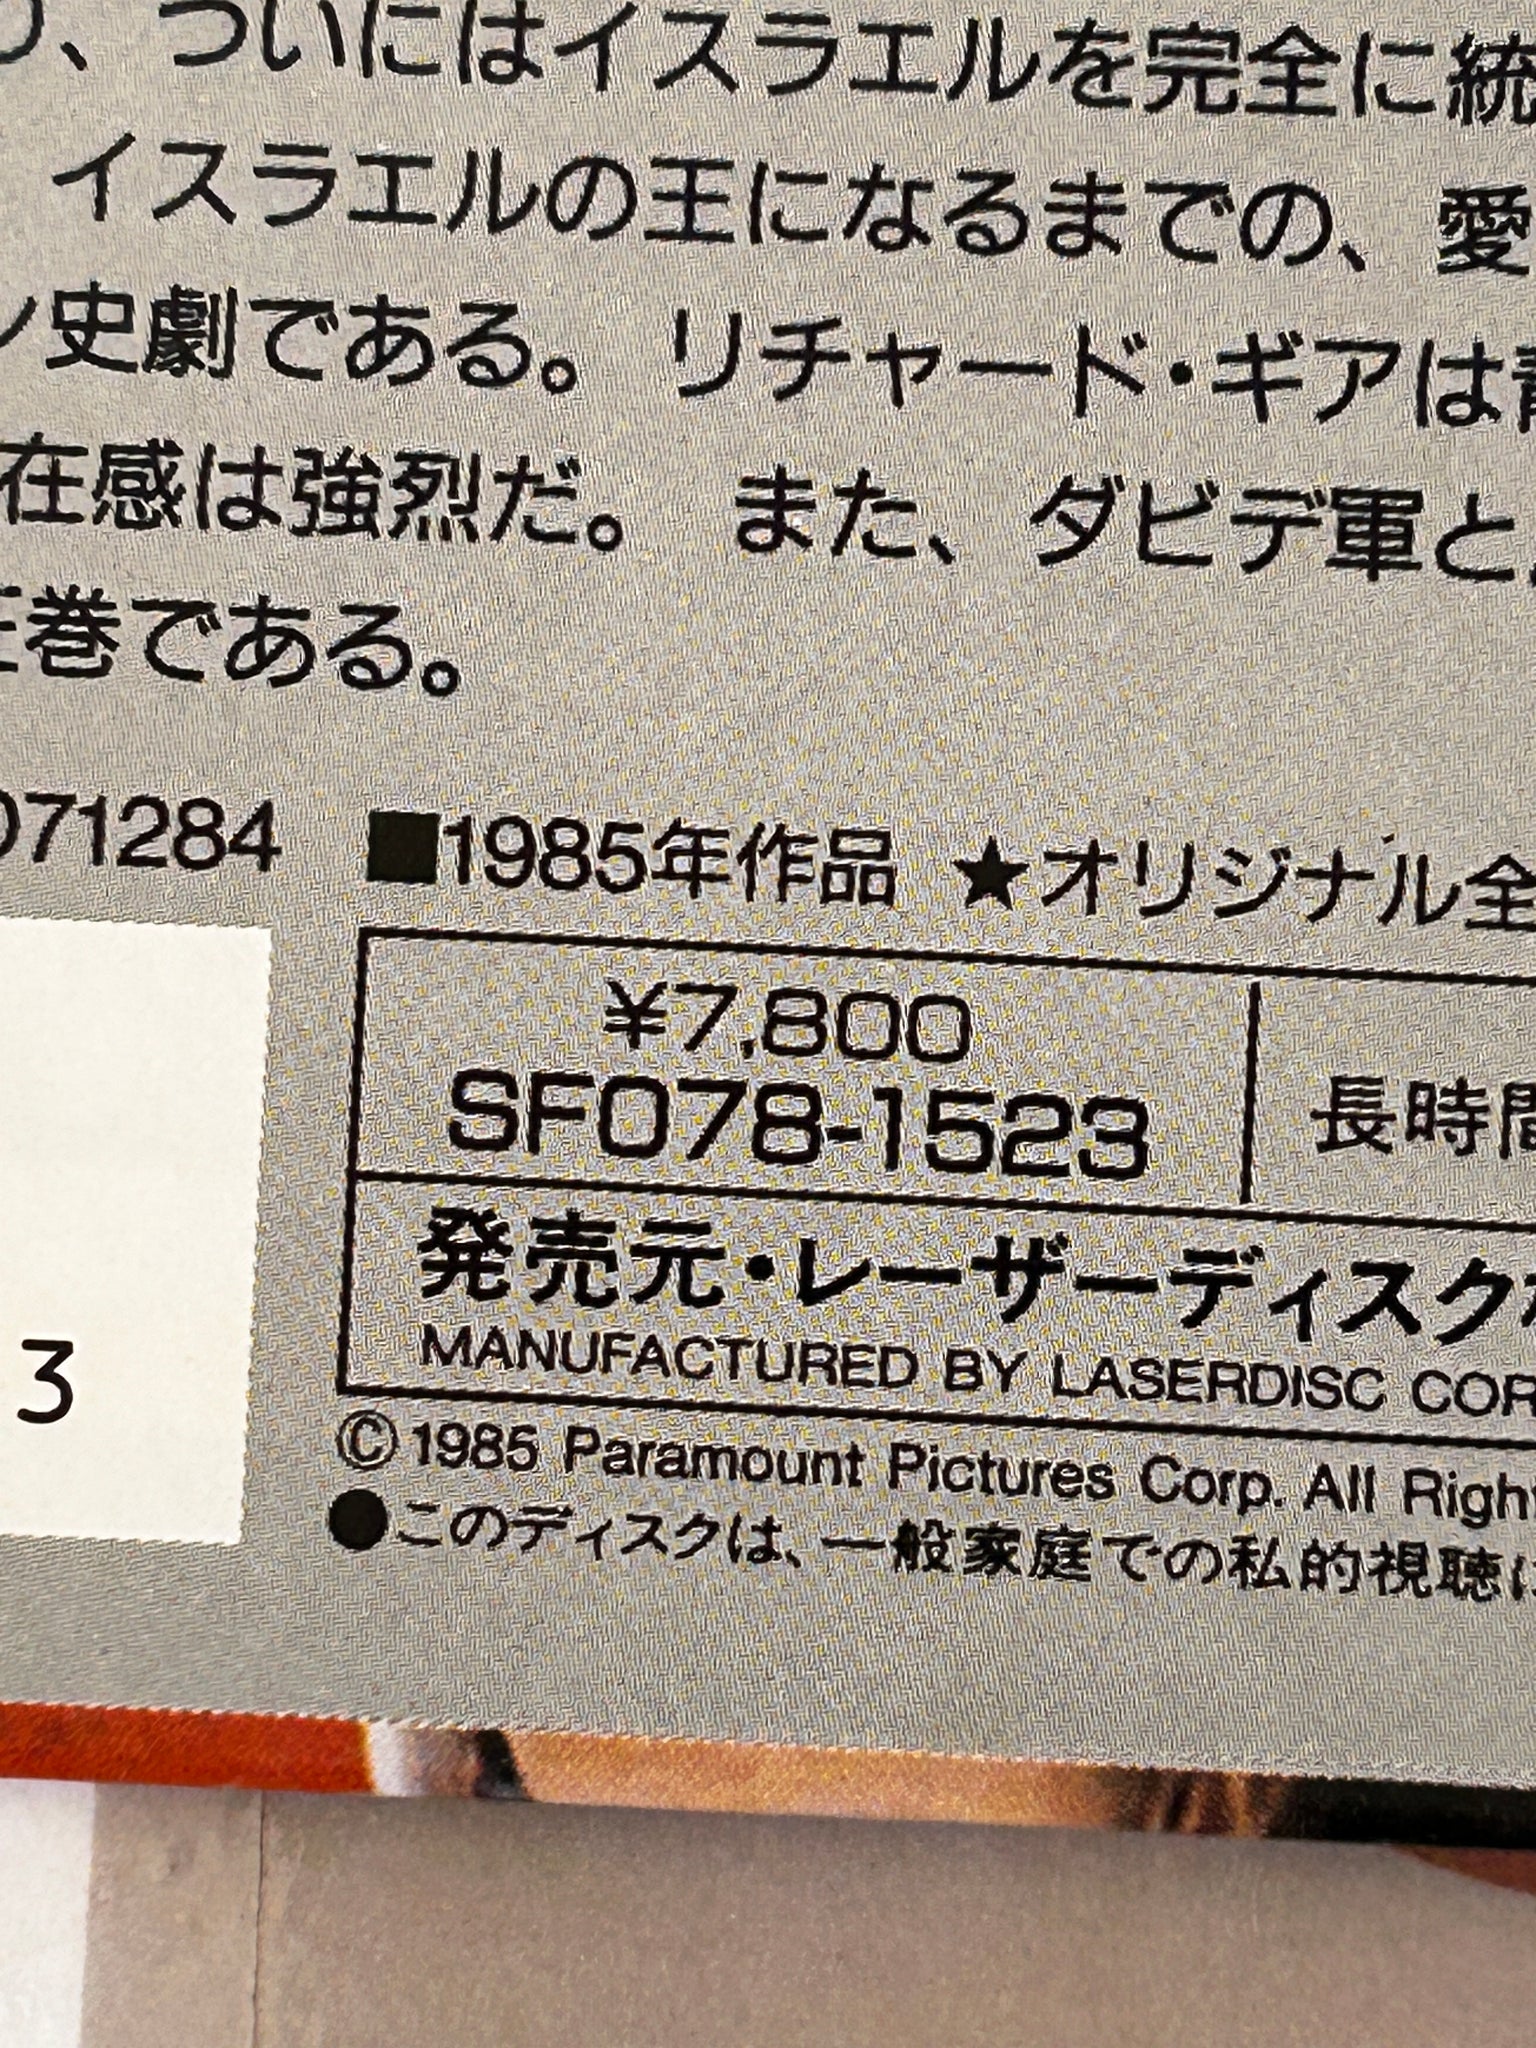 り、ついにはイスラエルを完全に統
イスラエルの王になるまでの、愛
ン史劇である。 リチャード・ギアは
在感は強烈だ。 また、ダビデ軍と
圧巻である。
071284 ■1985年作品 ★オリジナル全
¥7,800
SF078-1523
長時間
発売元・レーザーディスク
MANUFACTURED BY LASERDISC COR
3
©1985 Paramount Pictures Corp. All Righ
●このディスクは、一般家庭での私的視聴に